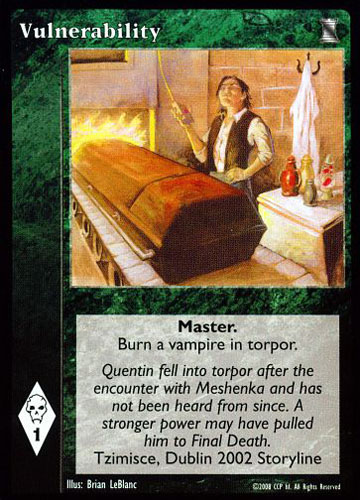 Vulnerability
Master.
Burn a vampire in torpor.
Quentin fell into torpor after the
encounter with Meshenka and has
not been heard from since. A
stronger power may have pulled
him to Final Death.
Tzimisce, Dublin 2002 Storyline
1
Illus: Brian LeBlanc
©2008 CCP hf. All Rights Reserved